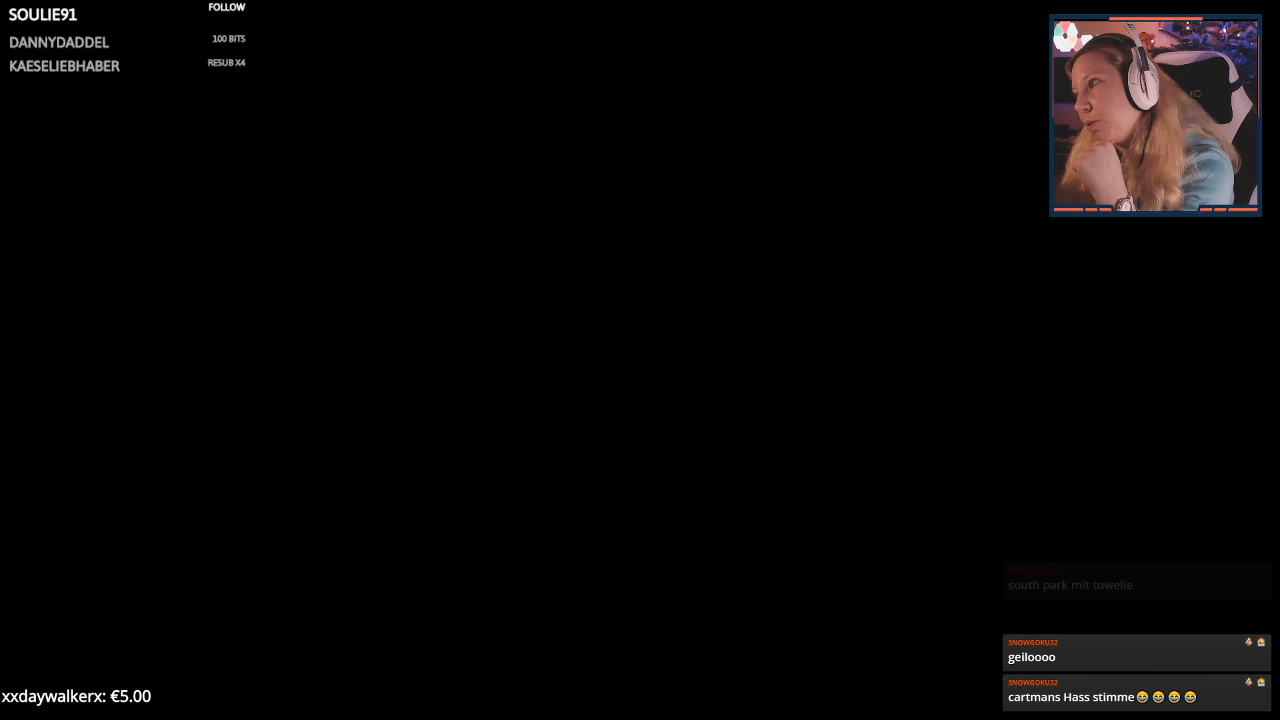 SOULIE91 FOLLOW
DANNYDADDEL 100 BITS
KAESELIEBHABER RESUB X4
south park mit towelie
SNOWGOKU32
geiloooo
SNOWGOKU32
cartmans Hass stimme😂😂😂😂
xxdaywalkerx: €5.00